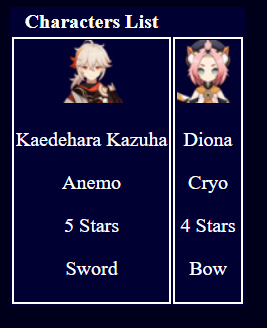 Characters List
Kaedehara Kazuha
Anemo
5 Stars
Sword
Diona
Cryo
4 Stars
Bow